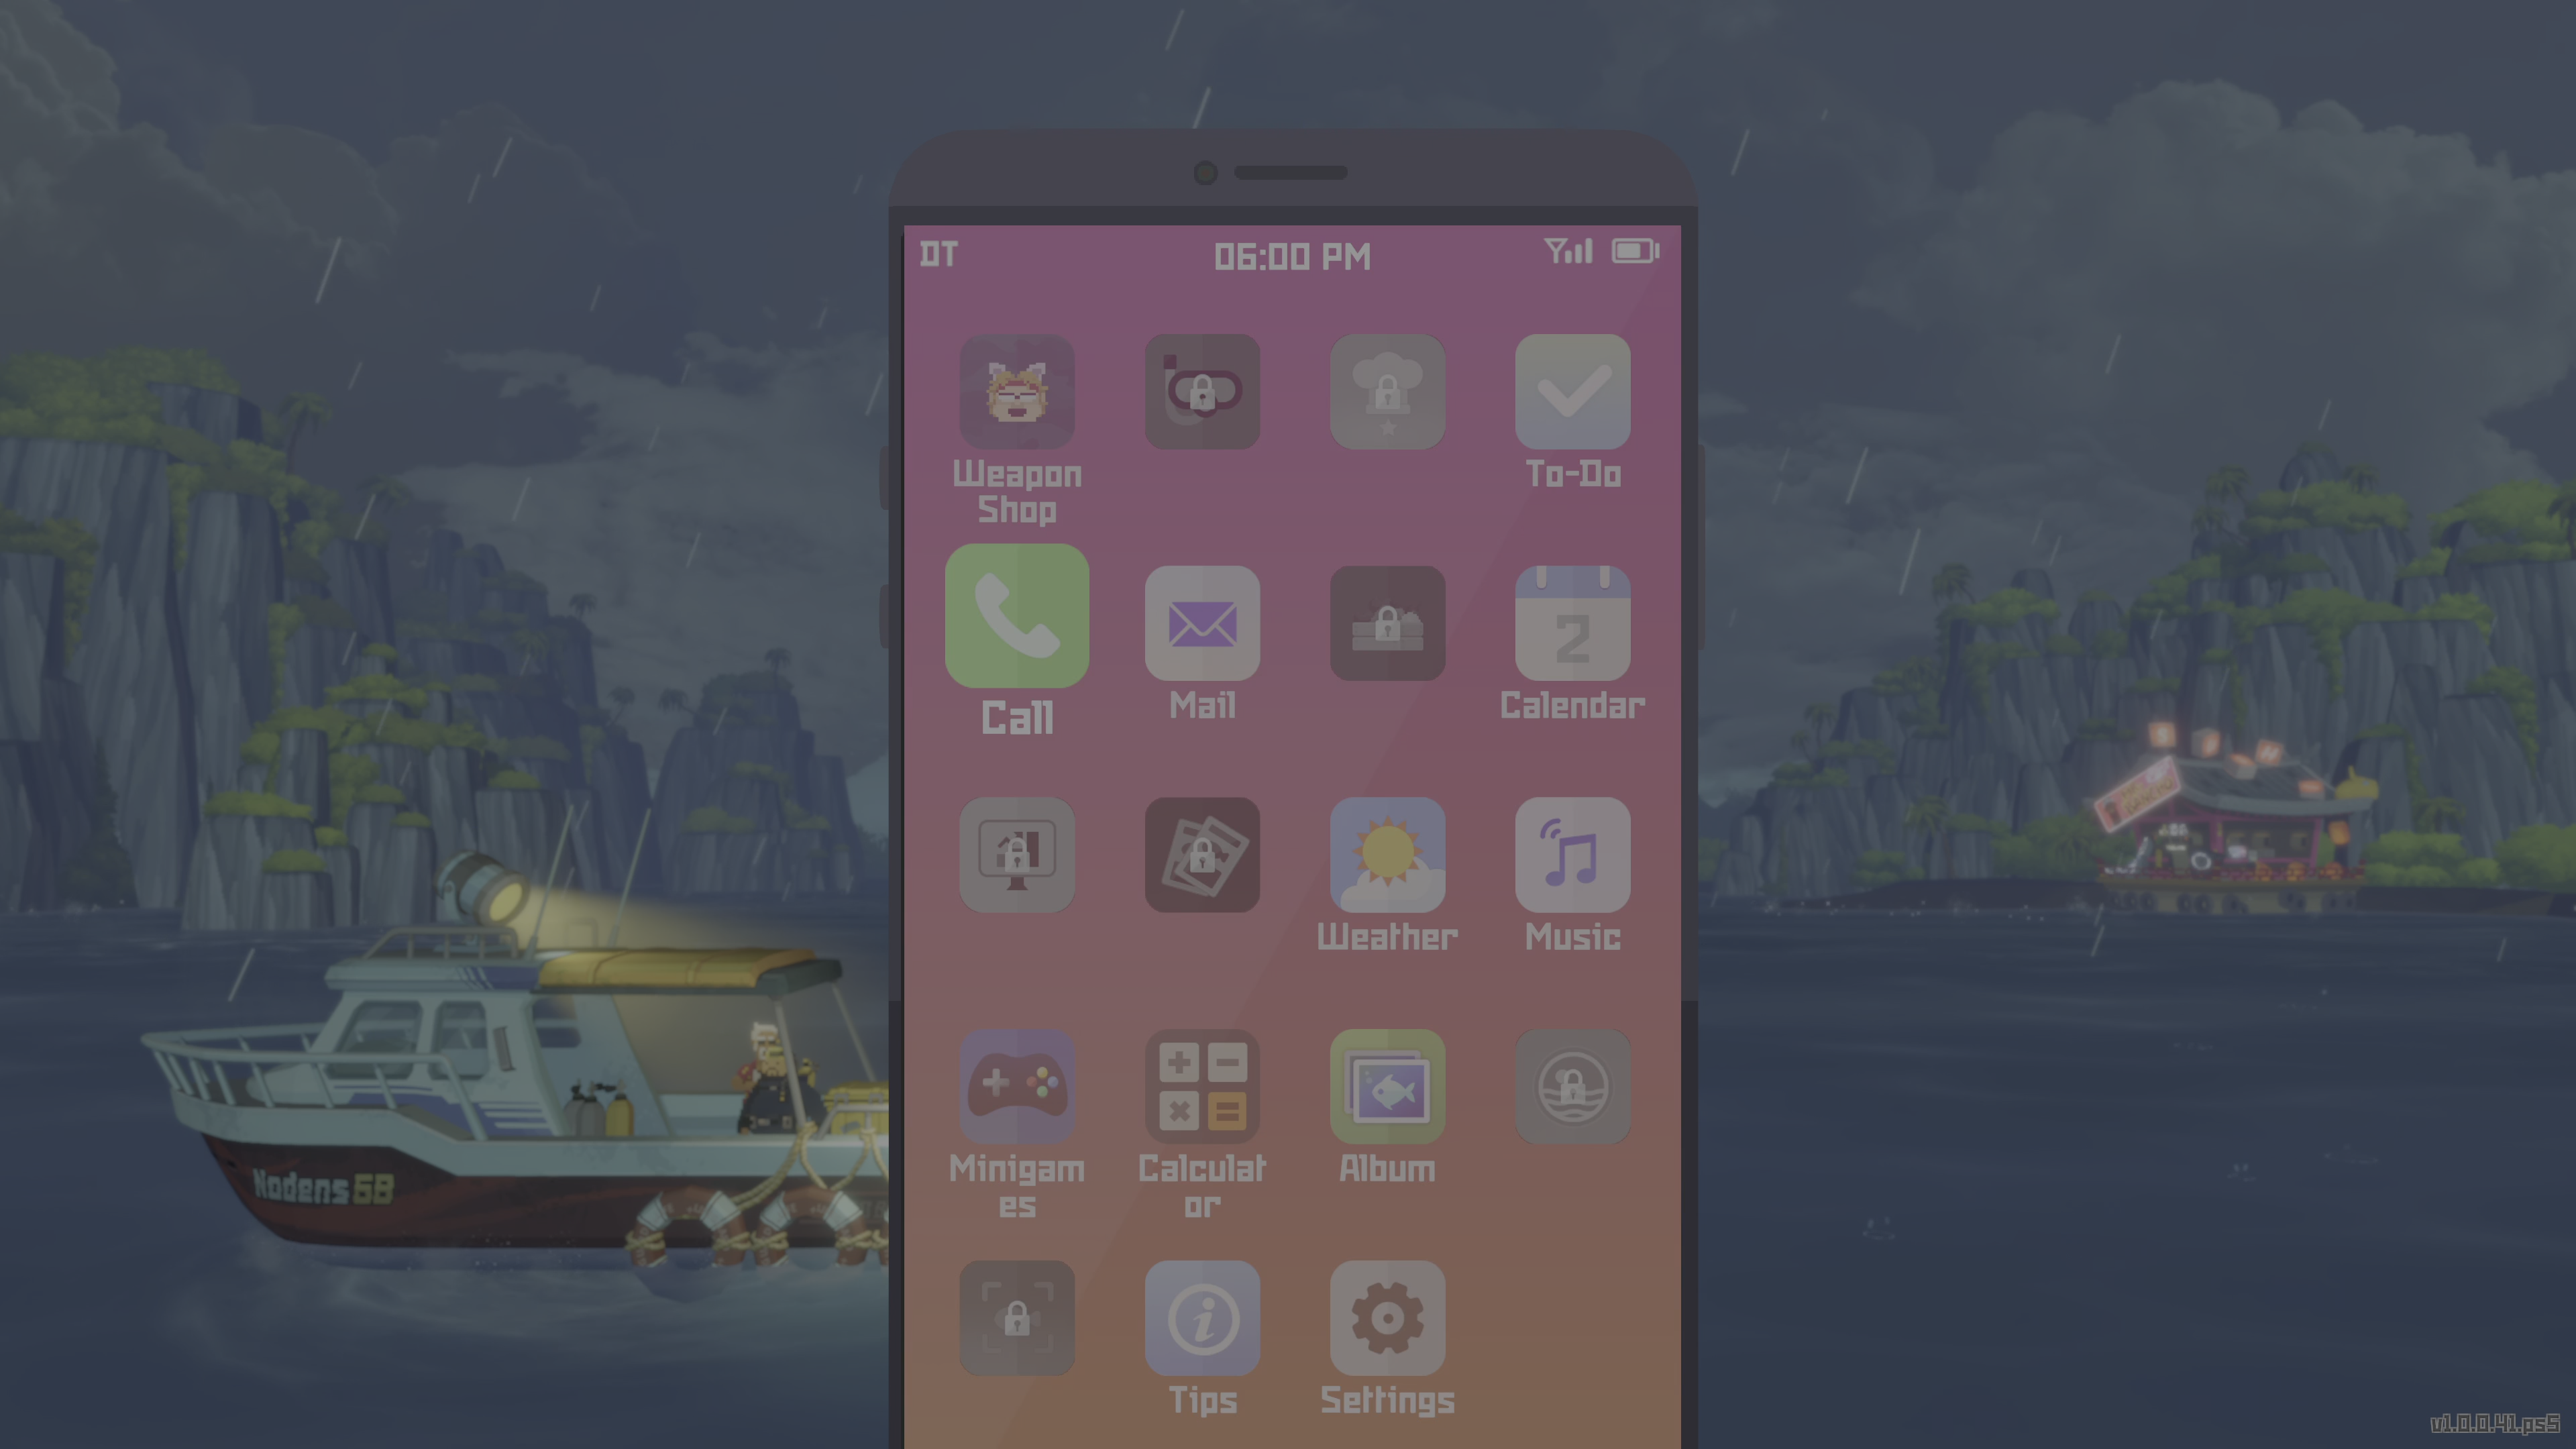 DT
06:00 PM
Weapon
Shop
To-Do
Call
Mail
2
Calendar
Weather
Music
Minigam
es
Calculat
or
Album
Tips
Settings
Nodens 68
v1.0.0.41.ps5